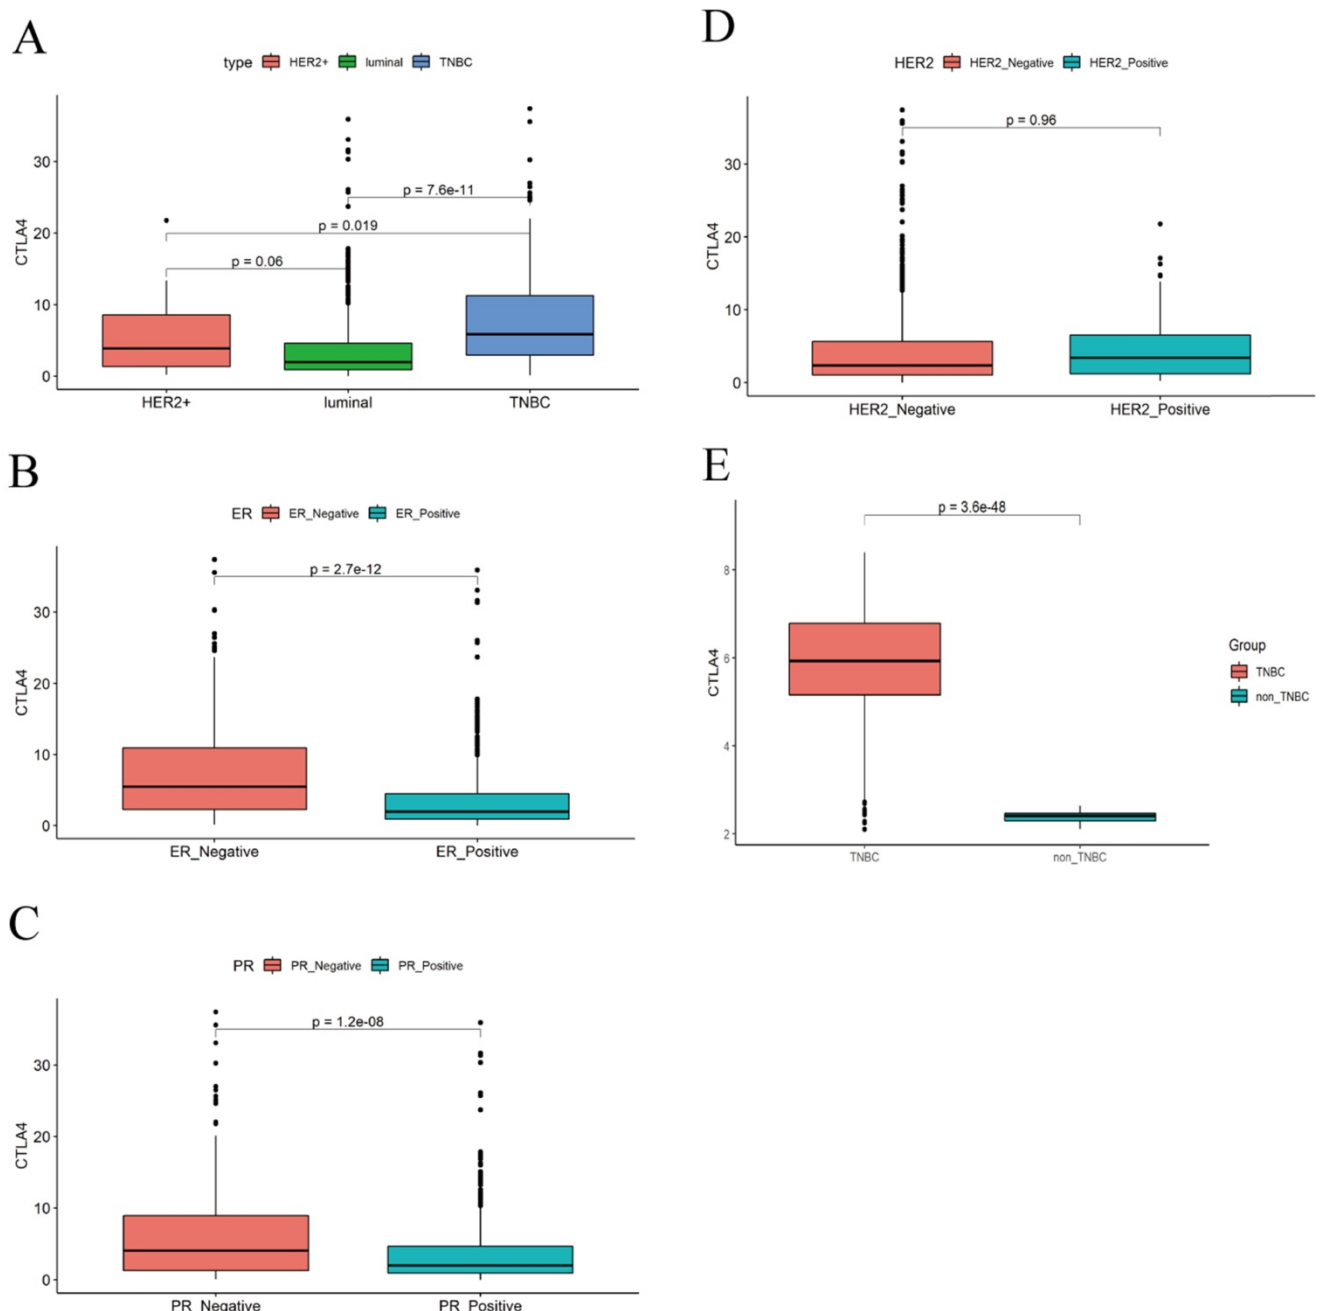 A
type HER2+ luminal TNBC
CTLA4
30
20
10
0
p = 7.6e-11
p = 0.019
p = 0.06
HER2+ luminal TNBC
B
ER ER_Negative ER_Positive
CTLA4
30
20
10
0
p = 2.7e-12
ER_Negative ER_Positive
C
PR PR_Negative PR_Positive
CTLA4
30
20
10
0
p = 1.2e-08
PR_Negative PR_Positive
D
HER2 HER2_Negative HER2_Positive
CTLA4
30
20
10
0
p = 0.96
HER2_Negative HER2_Positive
E
CTLA4
8
6
4
2
p = 3.6e-48
TNBC non_TNBC
Group
TNBC
non_TNBC